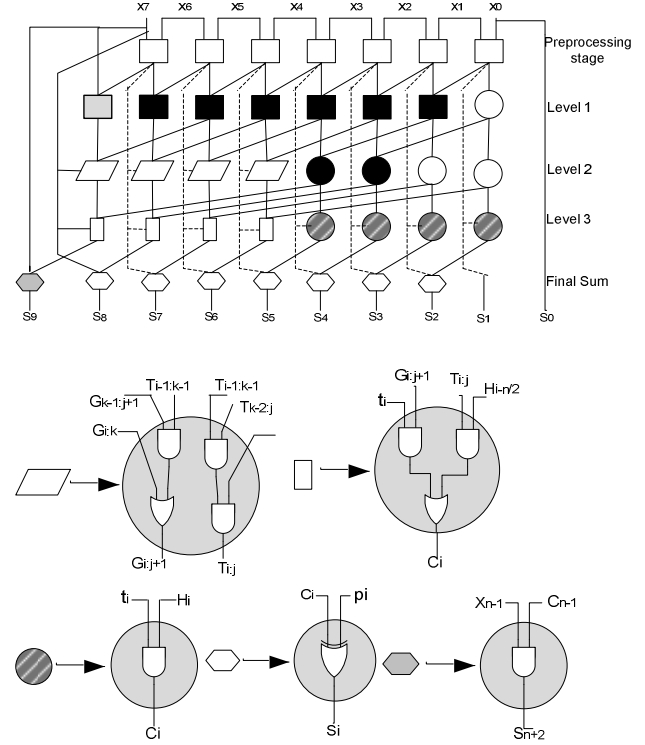 X7 X6 X5 X4 X3 X2 X1 X0
Preprocessing
stage
Level 1
Level 2
Level 3
Final Sum
S9 S8 S7 S6 S5 S4 S3 S2 S1 S0
Ti-1:k-1 Ti-1:k-1
Gk-1:j+1 Tk-2:j
Gi:k
Gi:j+1 Ti:j
Gi:j+1 Ti:j
ti Hi-n/2
Ci
ti Hi
Ci
Ci pi
Si
Xn-1 Cn-1
Sn+2